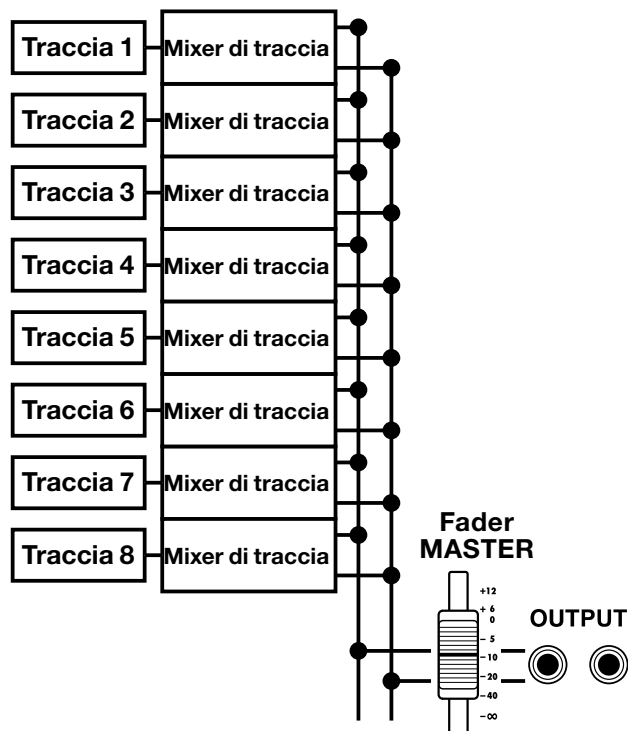 Traccia 1
Mixer di traccia
Traccia 2
Mixer di traccia
Traccia 3
Mixer di traccia
Traccia 4
Mixer di traccia
Traccia 5
Mixer di traccia
Traccia 6
Mixer di traccia
Traccia 7
Mixer di traccia
Traccia 8
Mixer di traccia
Fader
MASTER
+12
+ 6
0
- 5
- 10
- 20
- 40
-∞
OUTPUT